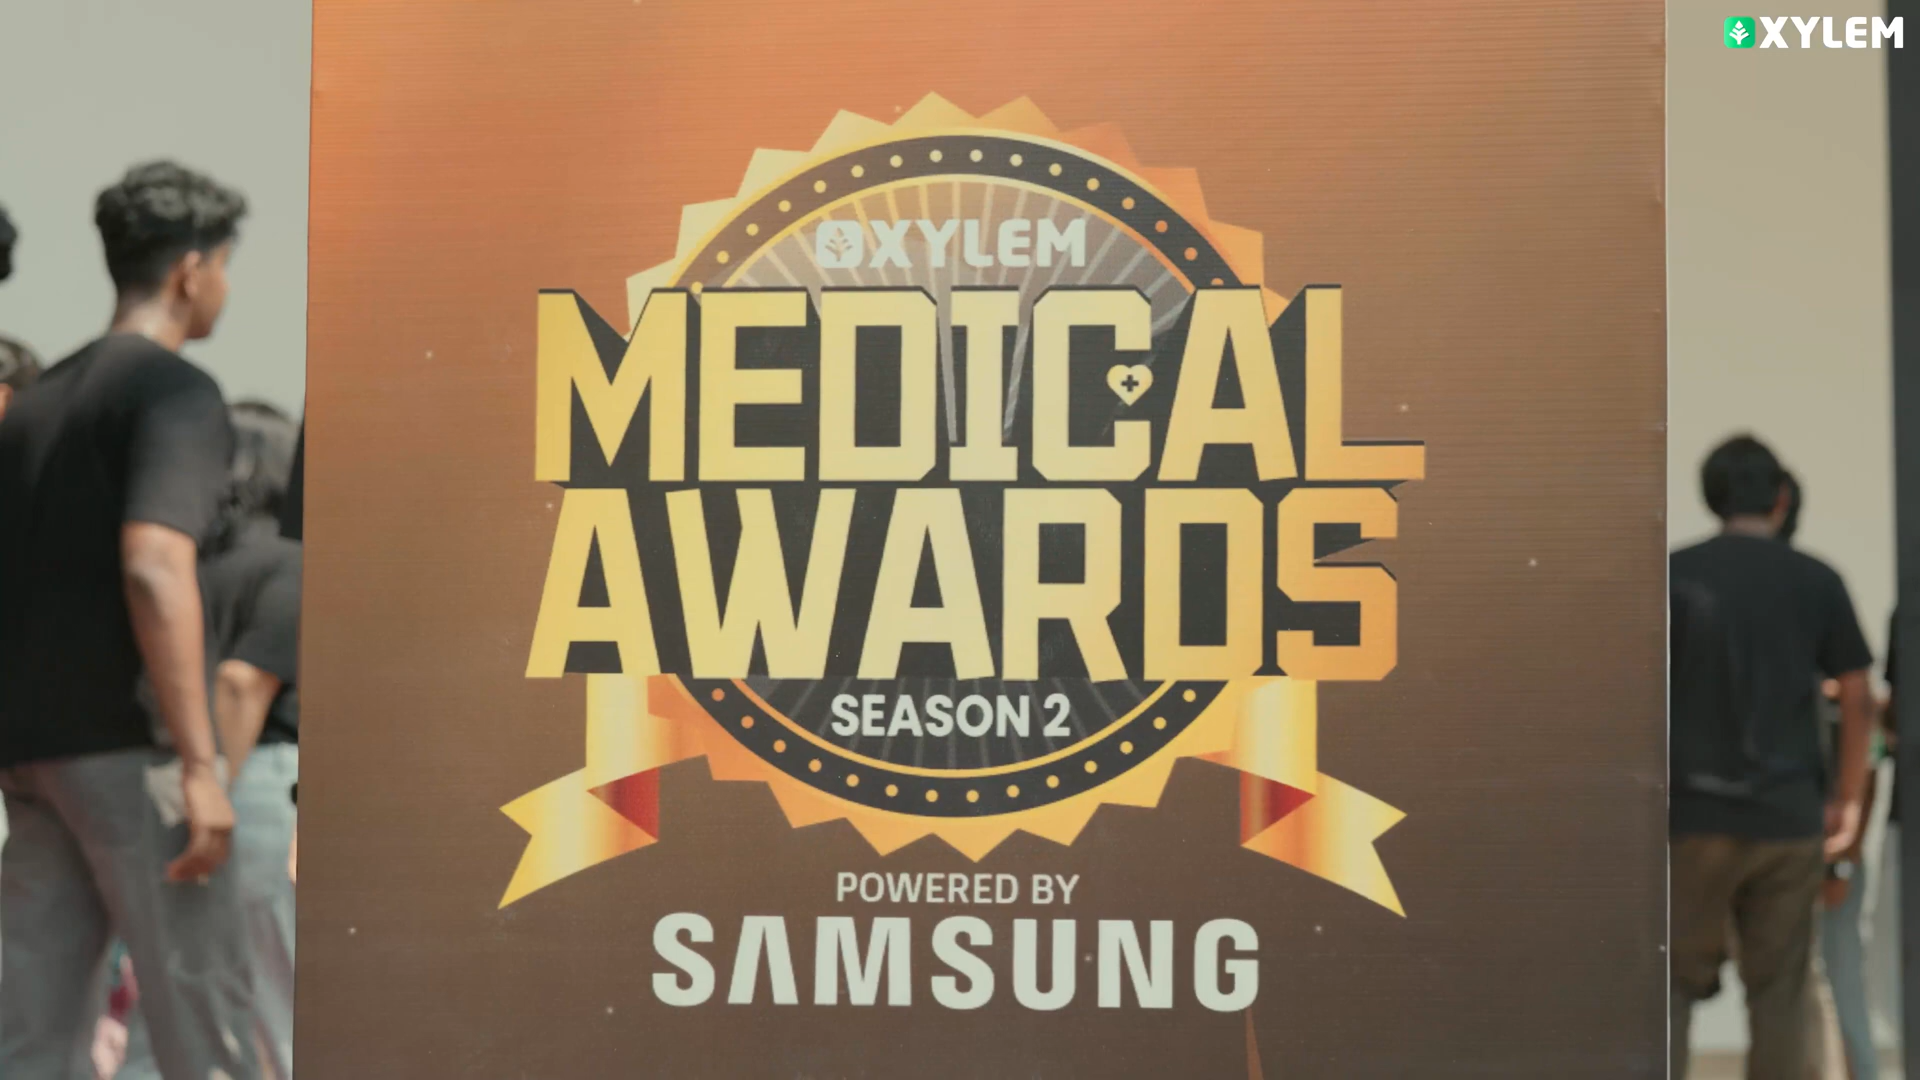 XYLEM
XYLEM
MEDICAL
AWARDS
SEASON 2
POWERED BY
SAMSUNG